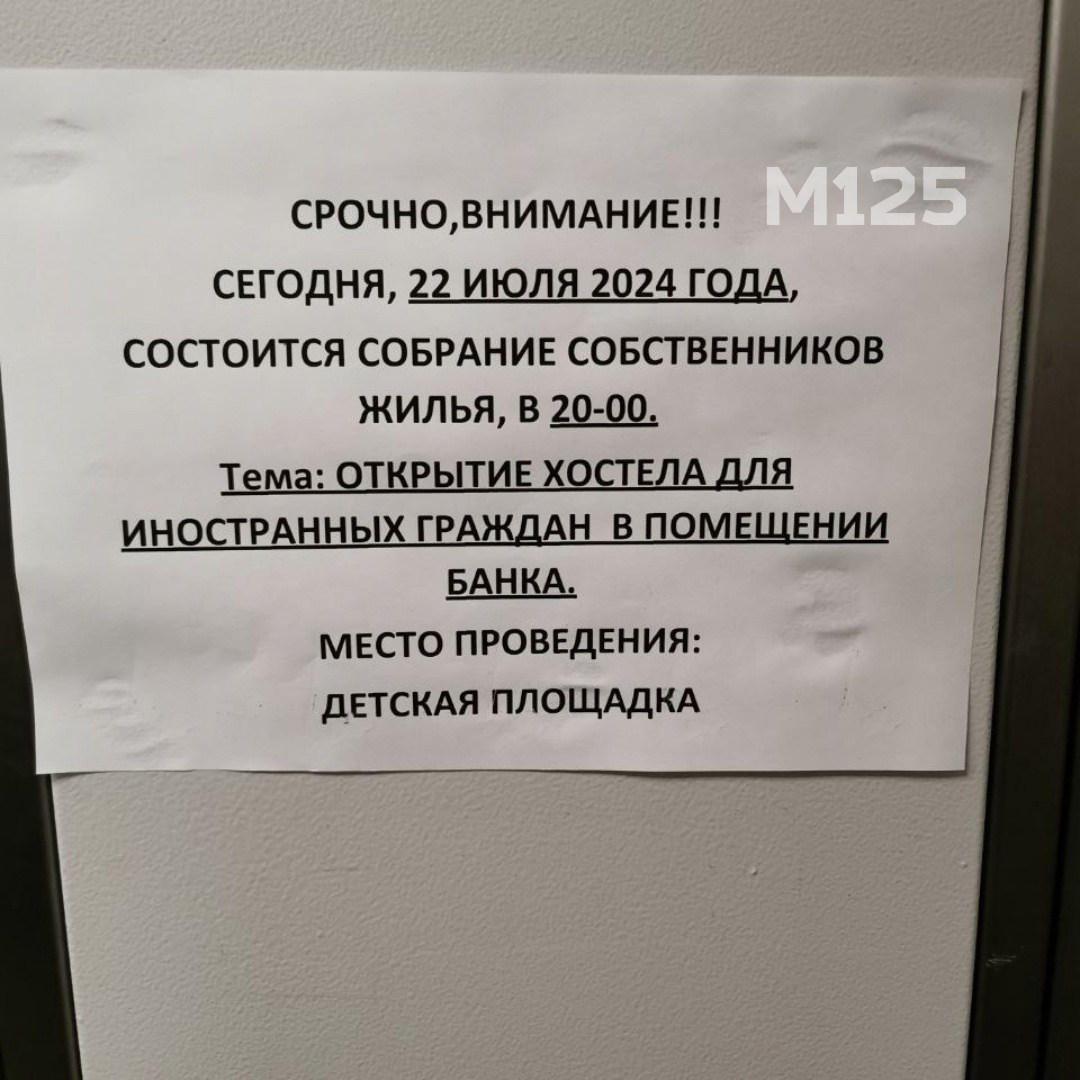 М125
СРОЧНО,ВНИМАНИЕ!!!
СЕГОДНЯ, 22 ИЮЛЯ 2024 ГОДА,
СОСТОИТСЯ СОБРАНИЕ СОБСТВЕННИКОВ
ЖИЛЬЯ, В 20-00.
Тема: ОТКРЫТИЕ ХОСТЕЛА ДЛЯ
ИНОСТРАННЫХ ГРАЖДАН В ПОМЕЩЕНИИ
БАНКА.
МЕСТО ПРОВЕДЕНИЯ:
ДЕТСКАЯ ПЛОЩАДКА